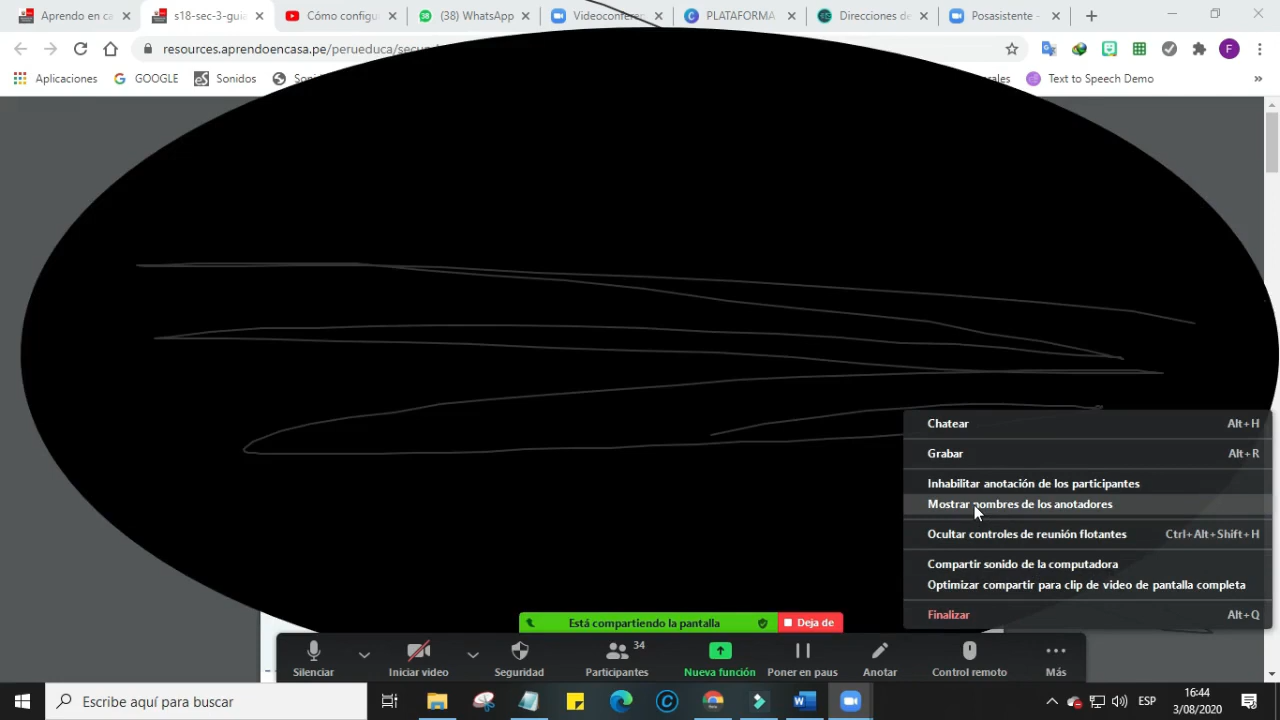 Aprendo en ca
s18-sec-3-guia
Cómo configu
(38) WhatsApp
Videoconfere
PLATAFORMA
Direcciones de
Posasistente -
resources.aprendoencasa.pe/perueduca/secu
F
Aplicaciones
GOOGLE
Sonidos
Text to Speech Demo
»
Chatear Alt+H
Grabar Alt+R
Inhabilitar anotación de los participantes
Mostrar nombres de los anotadores
Ocultar controles de reunión flotantes Ctrl+Alt+Shift+H
Compartir sonido de la computadora
Optimizar compartir para clip de video de pantalla completa
Finalizar Alt+Q
Está compartiendo la pantalla
Deja de
34
Silenciar
Iniciar video
Seguridad
Participantes
Nueva función
Poner en paus
Anotar
Control remoto
Más
Escribe aquí para buscar
ESP
16:44
3/08/2020